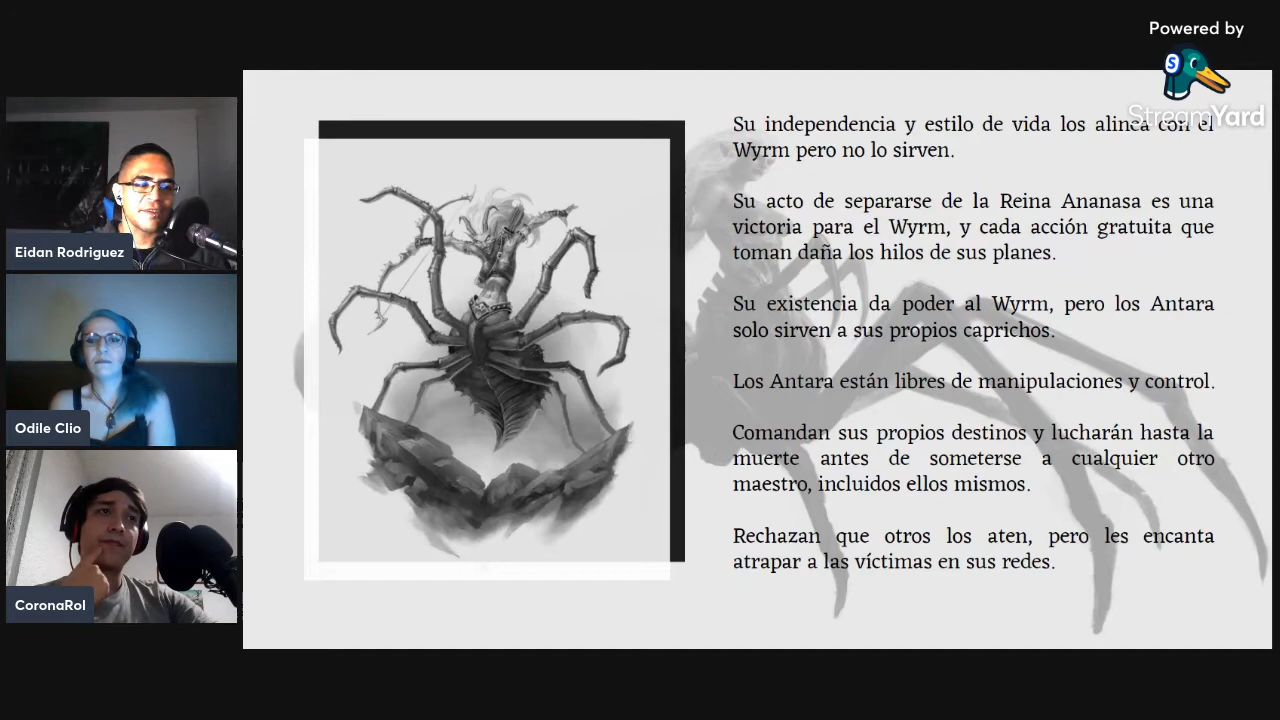 Powered by
StreamYard
Eidan Rodriguez
Odile Clio
CoronaRol
Su independencia y estilo de vida los alinea con el
Wyrm pero no lo sirven.
Su acto de separarse de la Reina Ananasa es una
victoria para el Wyrm, y cada acción gratuita que
toman daña los hilos de sus planes.
Su existencia da poder al Wyrm, pero los Antara
solo sirven a sus propios caprichos.
Los Antara están libres de manipulaciones y control.
Comandan sus propios destinos y lucharán hasta la
muerte antes de someterse a cualquier otro
maestro, incluidos ellos mismos.
Rechazan que otros los aten, pero les encanta
atrapar a las víctimas en sus redes.